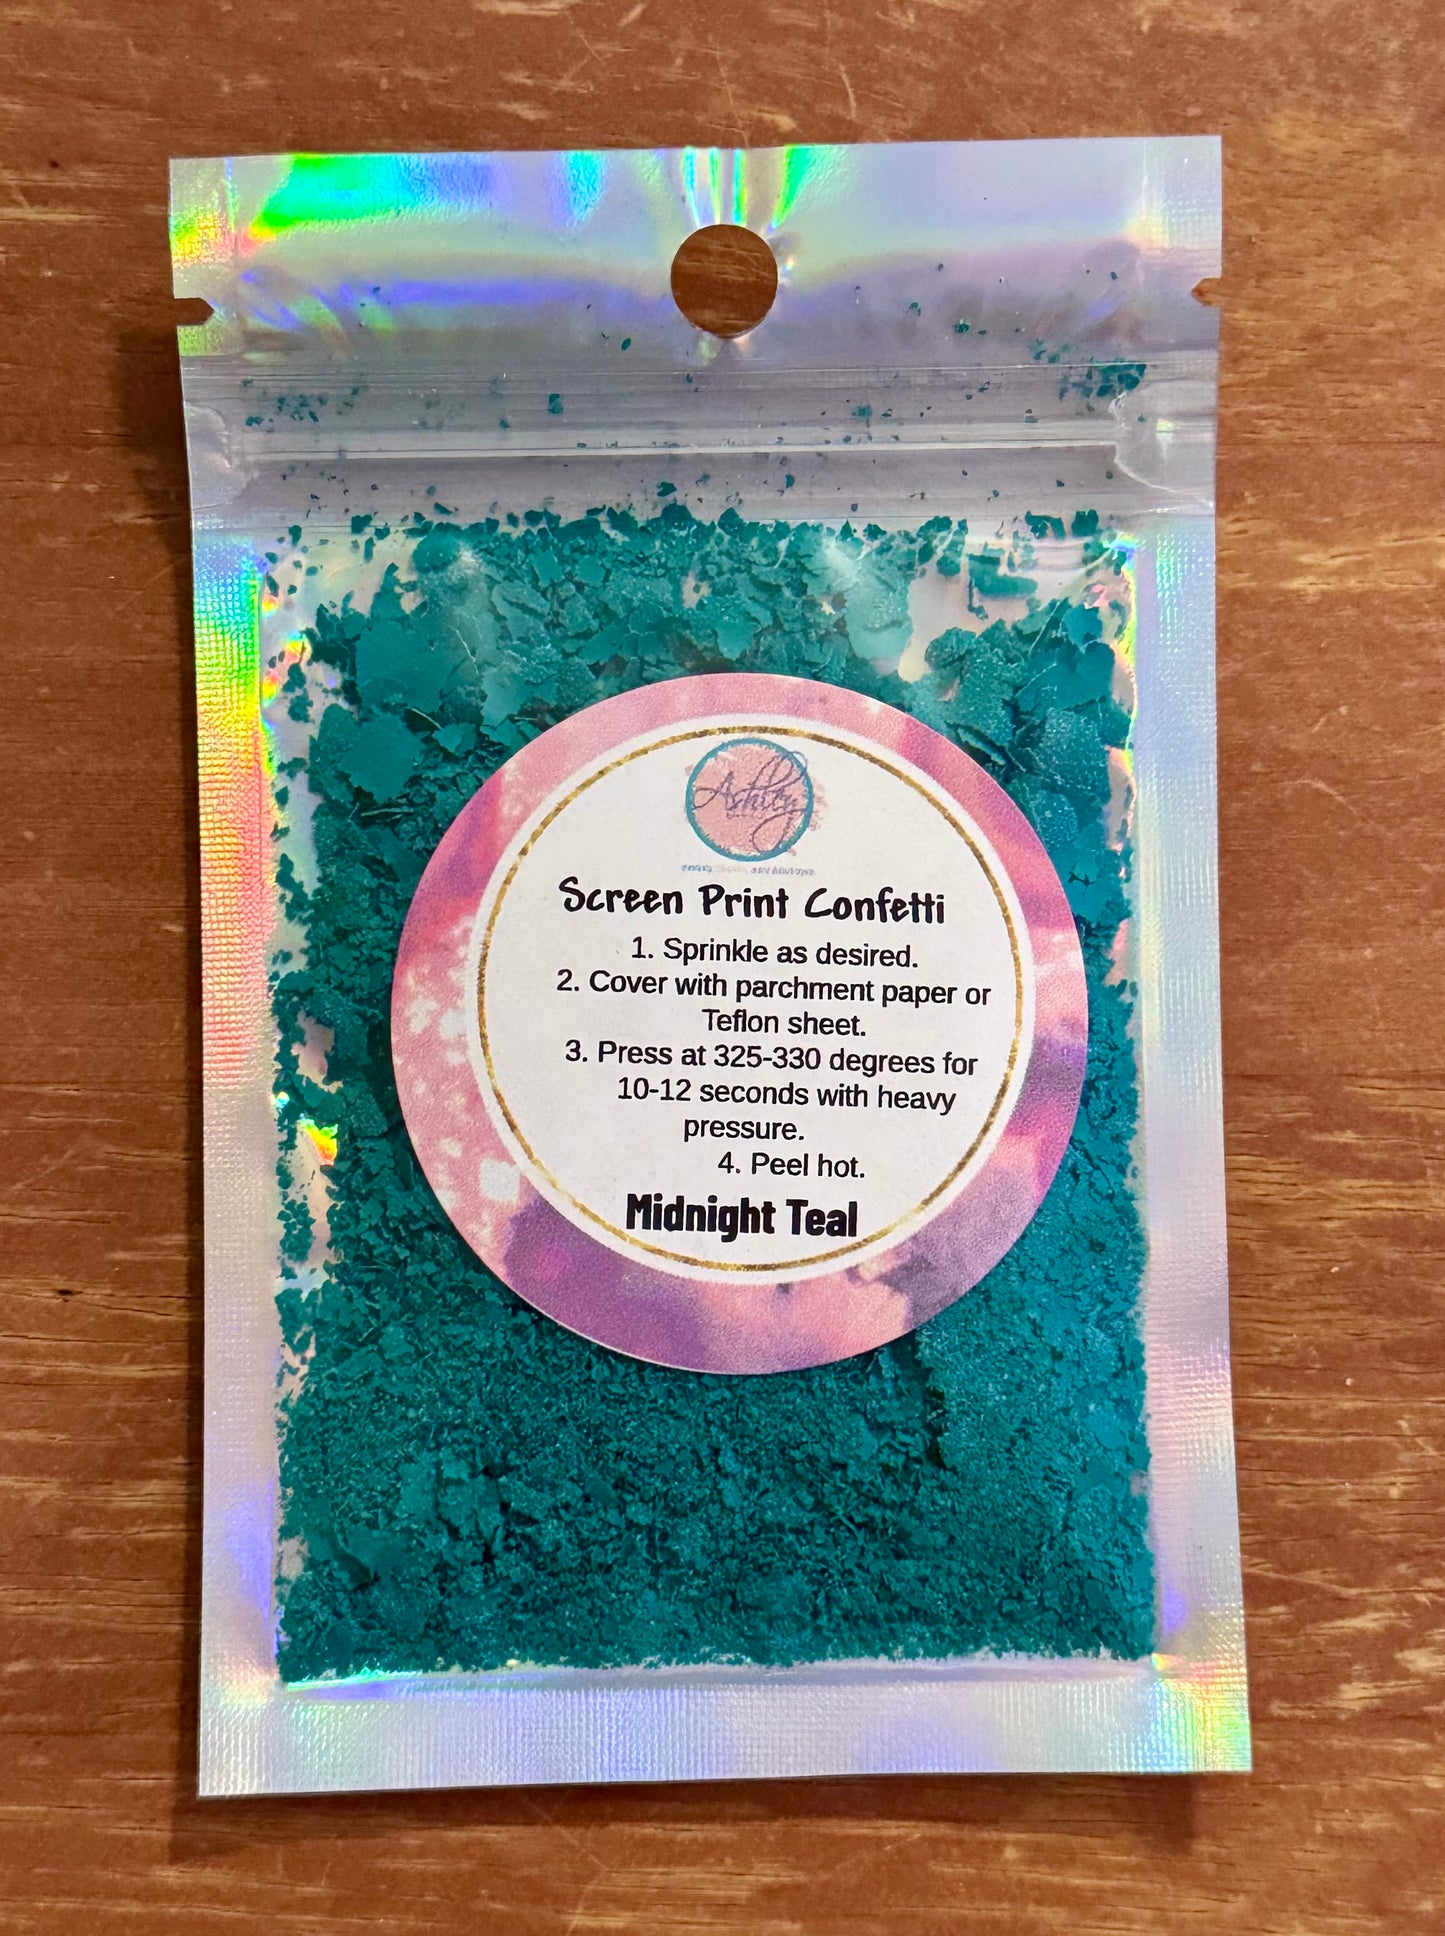 Ashley
Screen Print Confetti
1. Sprinkle as desired.
2. Cover with parchment paper or
Teflon sheet.
3. Press at 325-330 degrees for
10-12 seconds with heavy
pressure.
4. Peel hot.
Midnight Teal